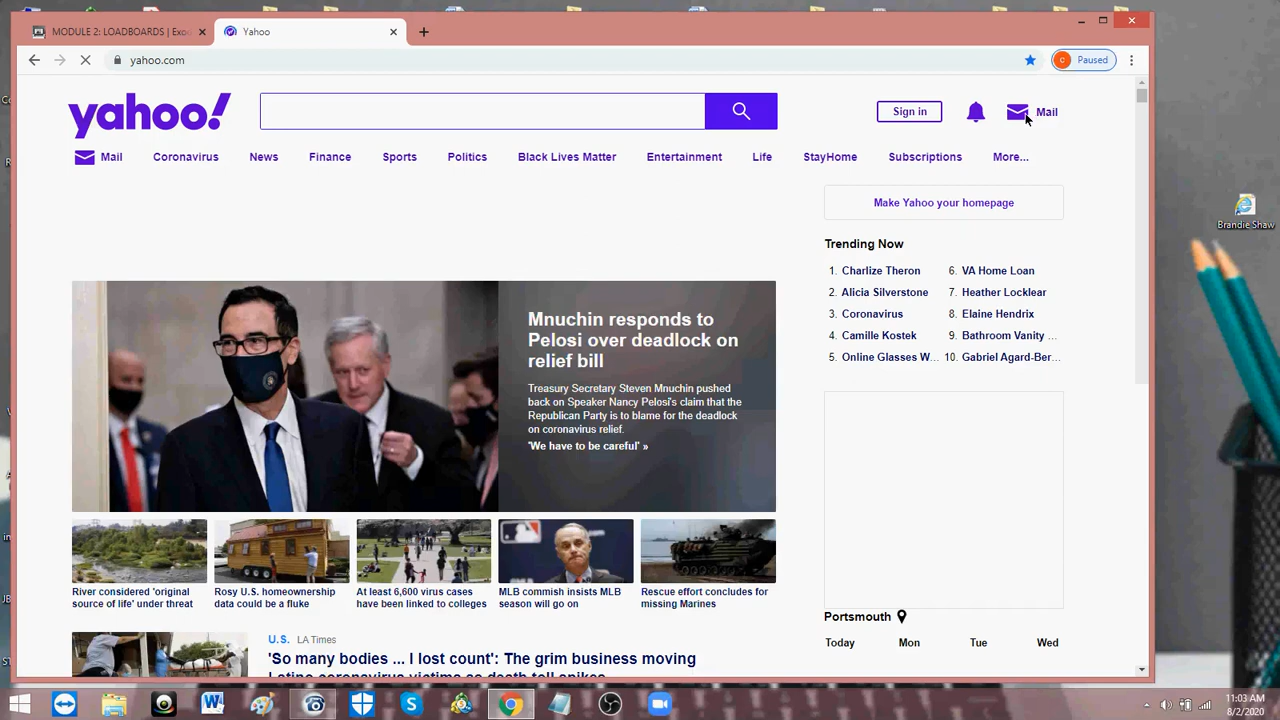 MODULE 2: LOADBOARDS | Exo
Yahoo
yahoo.com
Paused
yahoo!
Sign in
Mail
Mail
Coronavirus
News
Finance
Sports
Politics
Black Lives Matter
Entertainment
Life
StayHome
Subscriptions
More...
Make Yahoo your homepage
Trending Now
1. Charlize Theron
2. Alicia Silverstone
3. Coronavirus
4. Camille Kostek
5. Online Glasses W...
6. VA Home Loan
7. Heather Locklear
8. Elaine Hendrix
9. Bathroom Vanity ...
10. Gabriel Agard-Ber...
Brandie Shaw
Mnuchin responds to
Pelosi over deadlock on
relief bill
Treasury Secretary Steven Mnuchin pushed
back on Speaker Nancy Pelosi's claim that the
Republican Party is to blame for the deadlock
on coronavirus relief.
'We have to be careful' »
River considered 'original
source of life' under threat
Rosy U.S. homeownership
data could be a fluke
At least 6,600 virus cases
have been linked to colleges
MLB commish insists MLB
season will go on
Rescue effort concludes for
missing Marines
Portsmouth
Today
Mon
Tue
Wed
U.S. LA Times
'So many bodies ... I lost count': The grim business moving
Latino coronavirus victims as death toll spikes
11:03 AM
8/2/2020